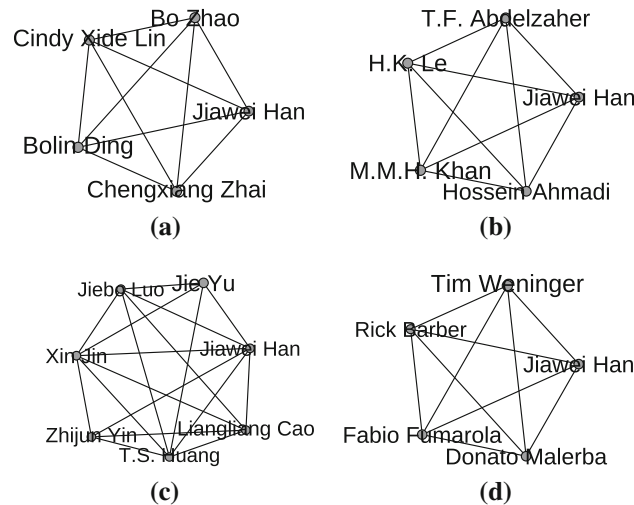 Bo Zhao
Cindy Xide Lin
Jiawei Han
Bolin Ding
Chengxiang Zhai
(a)
T.F. Abdelzaher
H.K. Le
Jiawei Han
M.M.H. Khan
Hossein Ahmadi
(b)
Jiebo Luo
Jie Yu
Xin Jin
Jiawei Han
Zhijun Yin
Liangliang Cao
T.S. Huang
(c)
Tim Weninger
Rick Barber
Jiawei Han
Fabio Fumarola
Donato Malerba
(d)